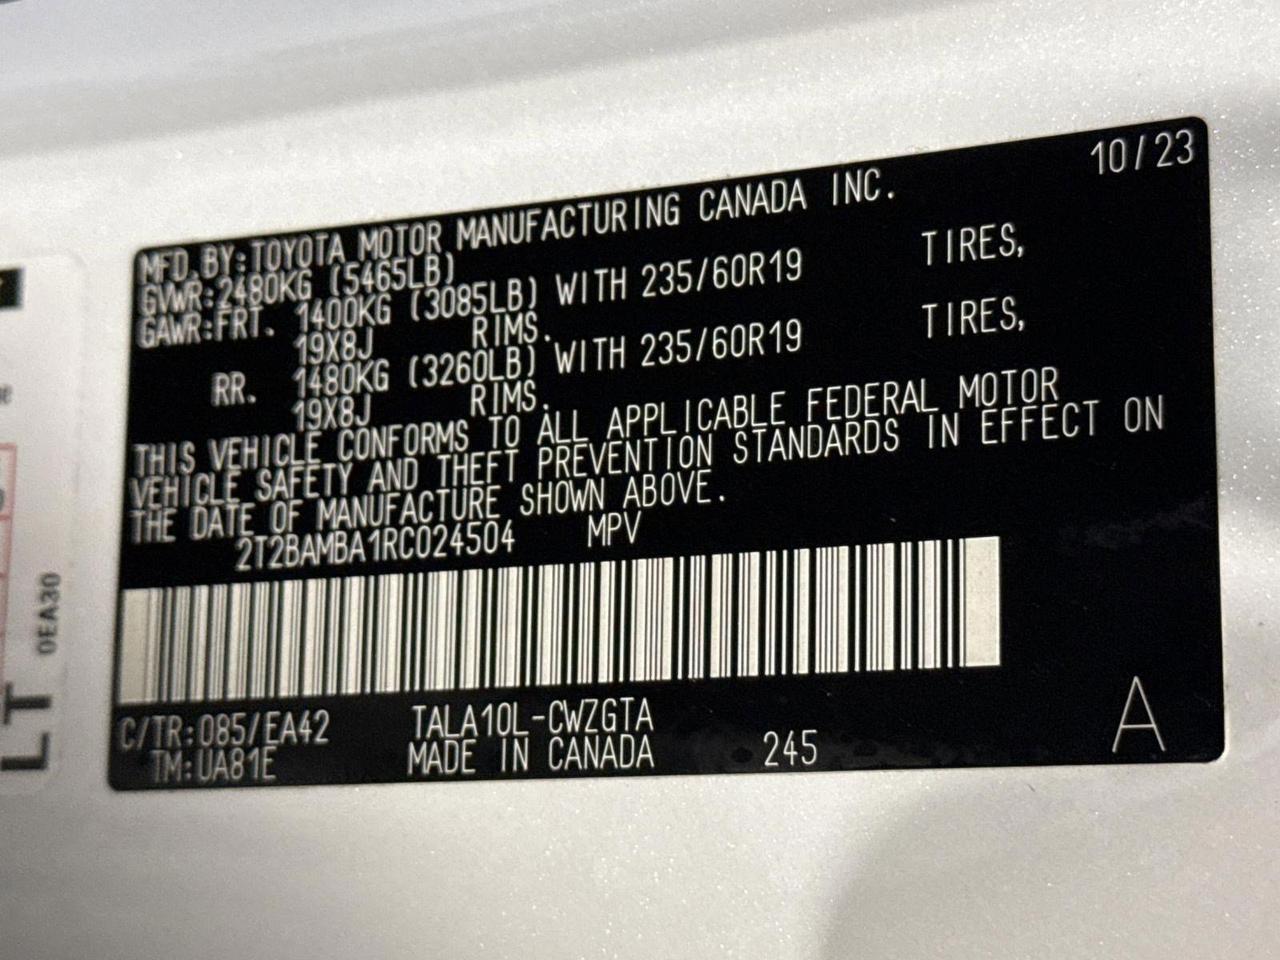 10/23
MFD.BY:TOYOTA MOTOR MANUFACTURING CANADA INC.
GVWR:2480KG (5465LB)
GAWR:FRT. 1400KG (3085LB) WITH 235/60R19 TIRES,
19X8J RIMS.
RR. 1480KG (3260LB) WITH 235/60R19 TIRES,
19X8J RIMS.
THIS VEHICLE CONFORMS TO ALL APPLICABLE FEDERAL MOTOR
VEHICLE SAFETY AND THEFT PREVENTION STANDARDS IN EFFECT ON
THE DATE OF MANUFACTURE SHOWN ABOVE.
2T2BAMBA1RC024504 MPV
C/TR:085/EA42 TALA10L-CWZGTA
TM:UA81E MADE IN CANADA 245 A
0EA30
LT